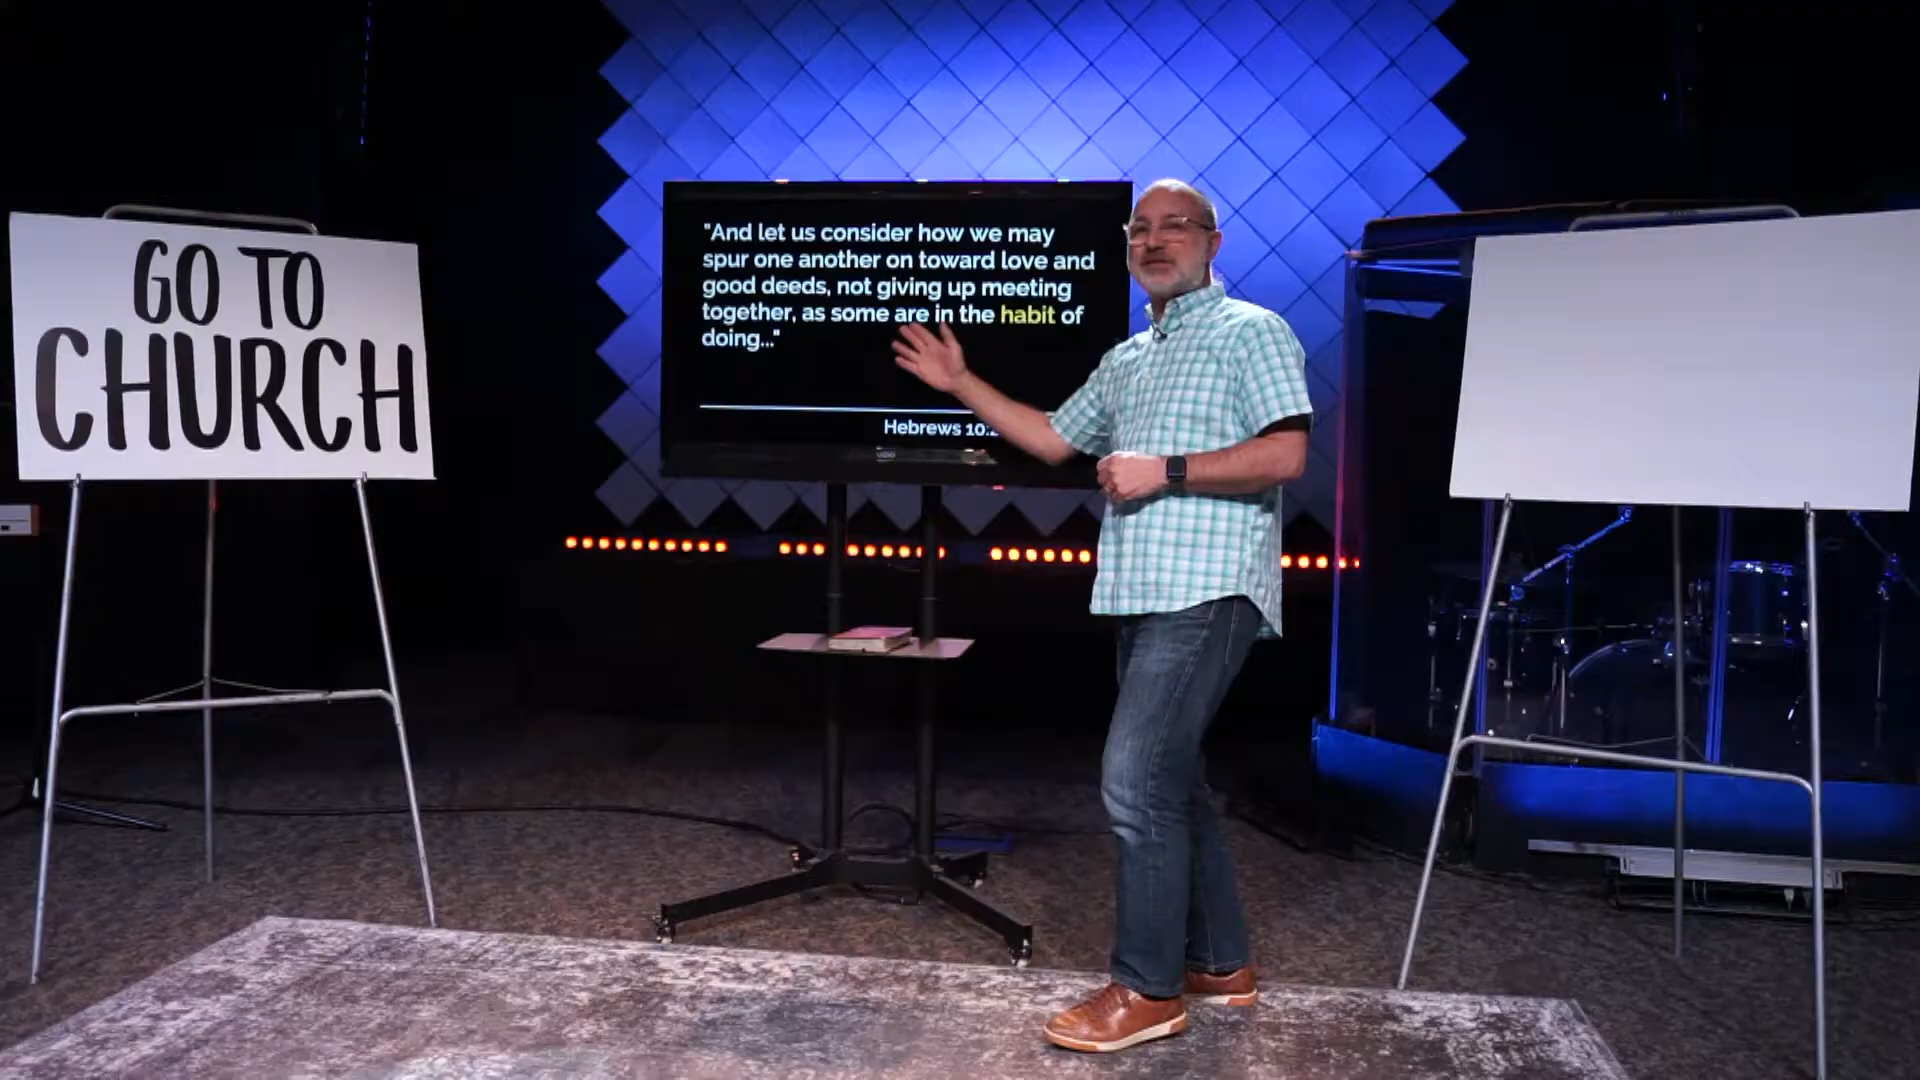 GO TO
CHURCH
"And let us consider how we may
spur one another on toward love and
good deeds, not giving up meeting
together, as some are in the habit of
doing..."
Hebrews
VIZIO